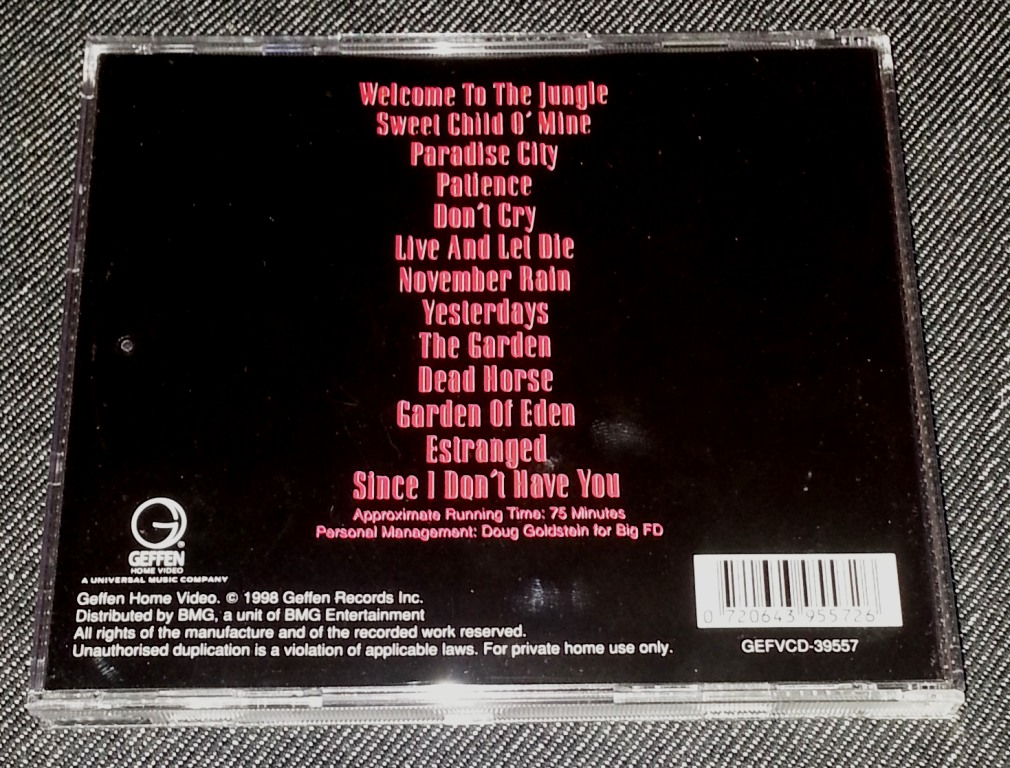 Welcome To The Jungle
Sweet Child O' Mine
Paradise City
Patience
Don't Cry
Live And Let Die
November Rain
Yesterdays
The Garden
Dead Horse
Garden Of Eden
Estranged
Since I Don't Have You
Approximate Running Time: 75 Minutes
Personal Management: Doug Goldstein for Big FD
G
GEFFEN
HOME VIDEO
A UNIVERSAL MUSIC COMPANY
Geffen Home Video. © 1998 Geffen Records Inc.
Distributed by BMG, a unit of BMG Entertainment
All rights of the manufacture and of the recorded work reserved.
Unauthorised duplication is a violation of applicable laws. For private home use only.
0 720643 955726
GEFVCD-39557